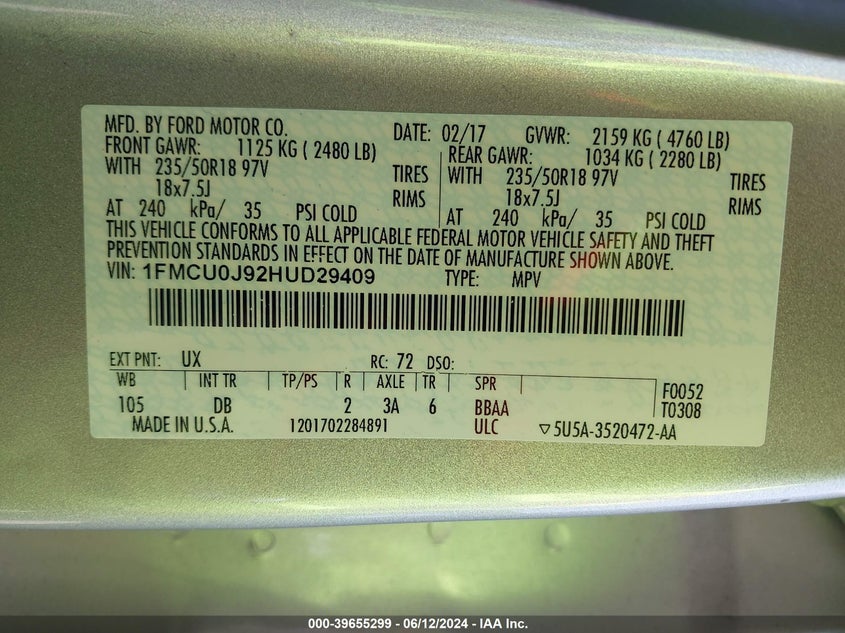 MFD. BY FORD MOTOR CO. DATE: 02/17 GVWR: 2159 KG ( 4760 LB)
FRONT GAWR: 1125 KG ( 2480 LB) REAR GAWR: 1034 KG ( 2280 LB)
WITH 235/50R18 97V TIRES WITH 235/50R18 97V TIRES
18x7.5J RIMS 18x7.5J RIMS
AT 240 kPa/ 35 PSI COLD AT 240 kPa/ 35 PSI COLD
THIS VEHICLE CONFORMS TO ALL APPLICABLE FEDERAL MOTOR VEHICLE SAFETY AND THEFT
PREVENTION STANDARDS IN EFFECT ON THE DATE OF MANUFACTURE SHOWN ABOVE.
VIN: 1FMCU0J92HUD29409 TYPE: MPV
EXT PNT: UX RC: 72 DSO:
WB INT TR TP/PS R AXLE TR SPR F0052
105 DB 2 3A 6 BBAA T0308
MADE IN U.S.A. 1201702284891 ULC ▽5U5A-3520472-AA
000-39655299 - 06/12/2024 - IAA Inc.